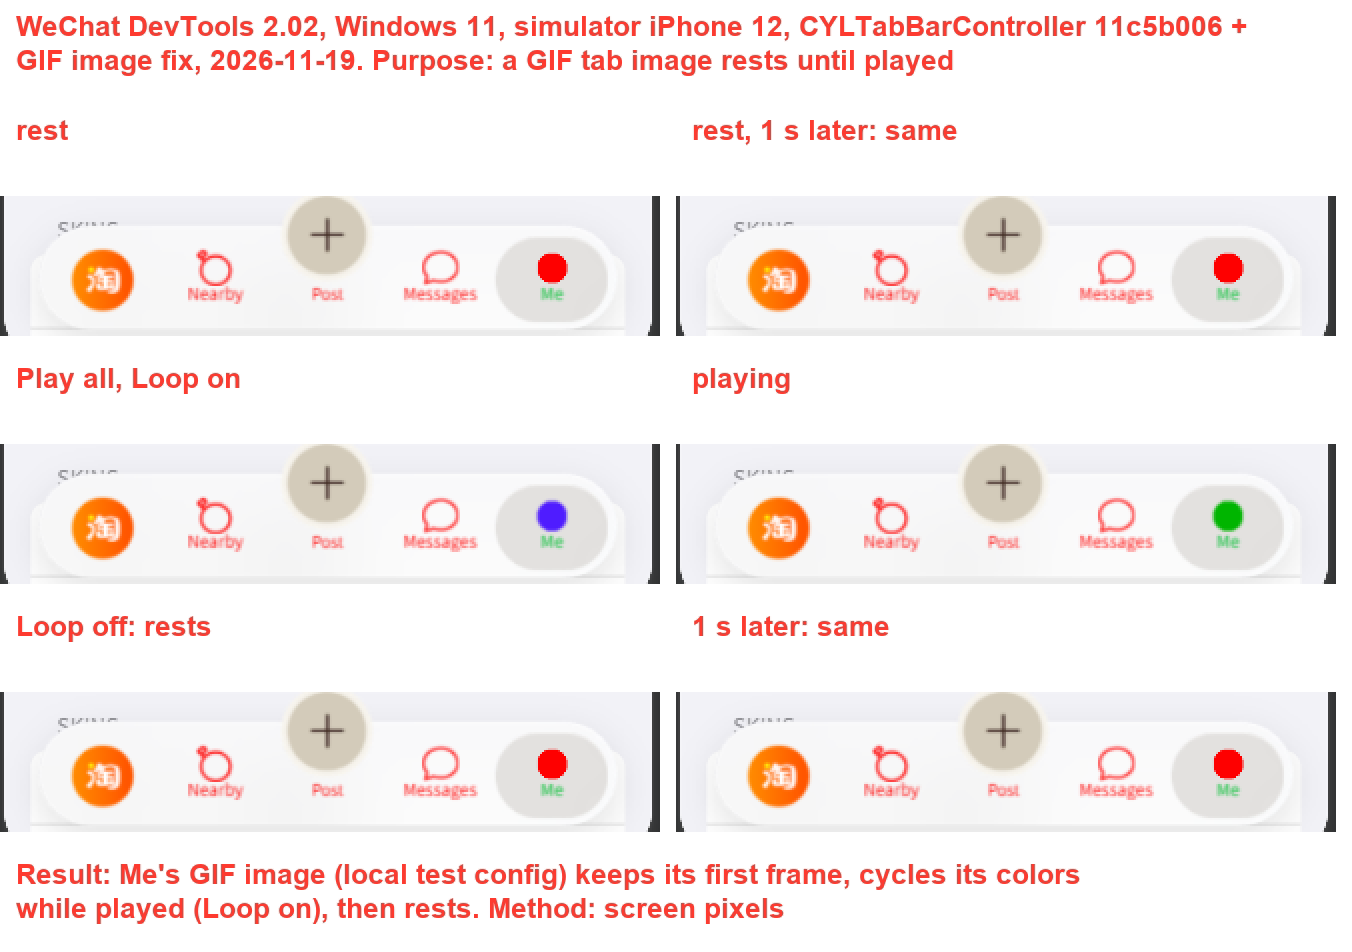 WeChat DevTools 2.02, Windows 11, simulator iPhone 12, CYLTabBarController 11c5b006 +
GIF image fix, 2026-11-19. Purpose: a GIF tab image rests until played
rest
rest, 1 s later: same
淘
Nearby
Post
Messages
Me
淘
Nearby
Post
Messages
Me
Play all, Loop on
playing
淘
Nearby
Post
Messages
Me
淘
Nearby
Post
Messages
Me
Loop off: rests
1 s later: same
淘
Nearby
Post
Messages
Me
淘
Nearby
Post
Messages
Me
Result: Me's GIF image (local test config) keeps its first frame, cycles its colors
while played (Loop on), then rests. Method: screen pixels